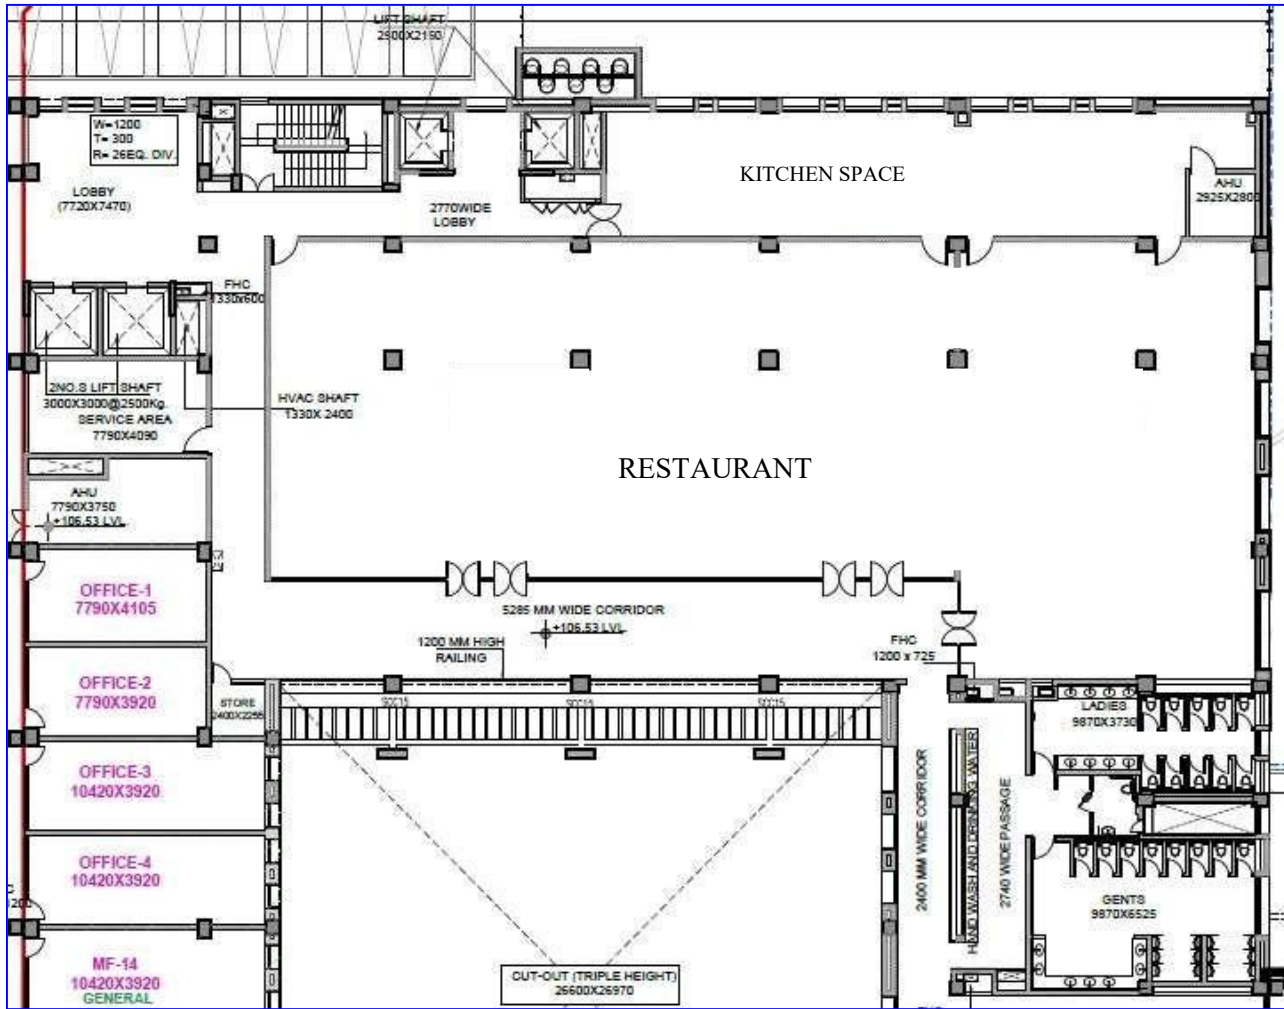 LIFT SHAFT
2500X2150
W=1200
T= 300
R= 26EQ. DIV.
LOBBY
(7720X7470)
2770WIDE
LOBBY
KITCHEN SPACE
AHU
2925X2800
FHC
1330x600
2NO.S LIFT SHAFT
3000X3000@2500Kg.
SERVICE AREA
7790X4090
HVAC SHAFT
1330X 2400
RESTAURANT
AHU
7790X3750
+106.53 LVL.
OFFICE-1
7790X4105
5285 MM WIDE CORRIDOR
+106.53 LVL.
1200 MM HIGH
RAILING
FHC
1200 x 725
OFFICE-2
7790X3920
STORE
2400X2255
LADIES
9870X3730
OFFICE-3
10420X3920
2400 MM WIDE CORRIDOR
HAND WASH AND DRINKING WATER
2740 WIDE PASSAGE
OFFICE-4
10420X3920
GENTS
9870X6525
MF-14
10420X3920
GENERAL
CUT-OUT (TRIPLE HEIGHT)
26600X26970